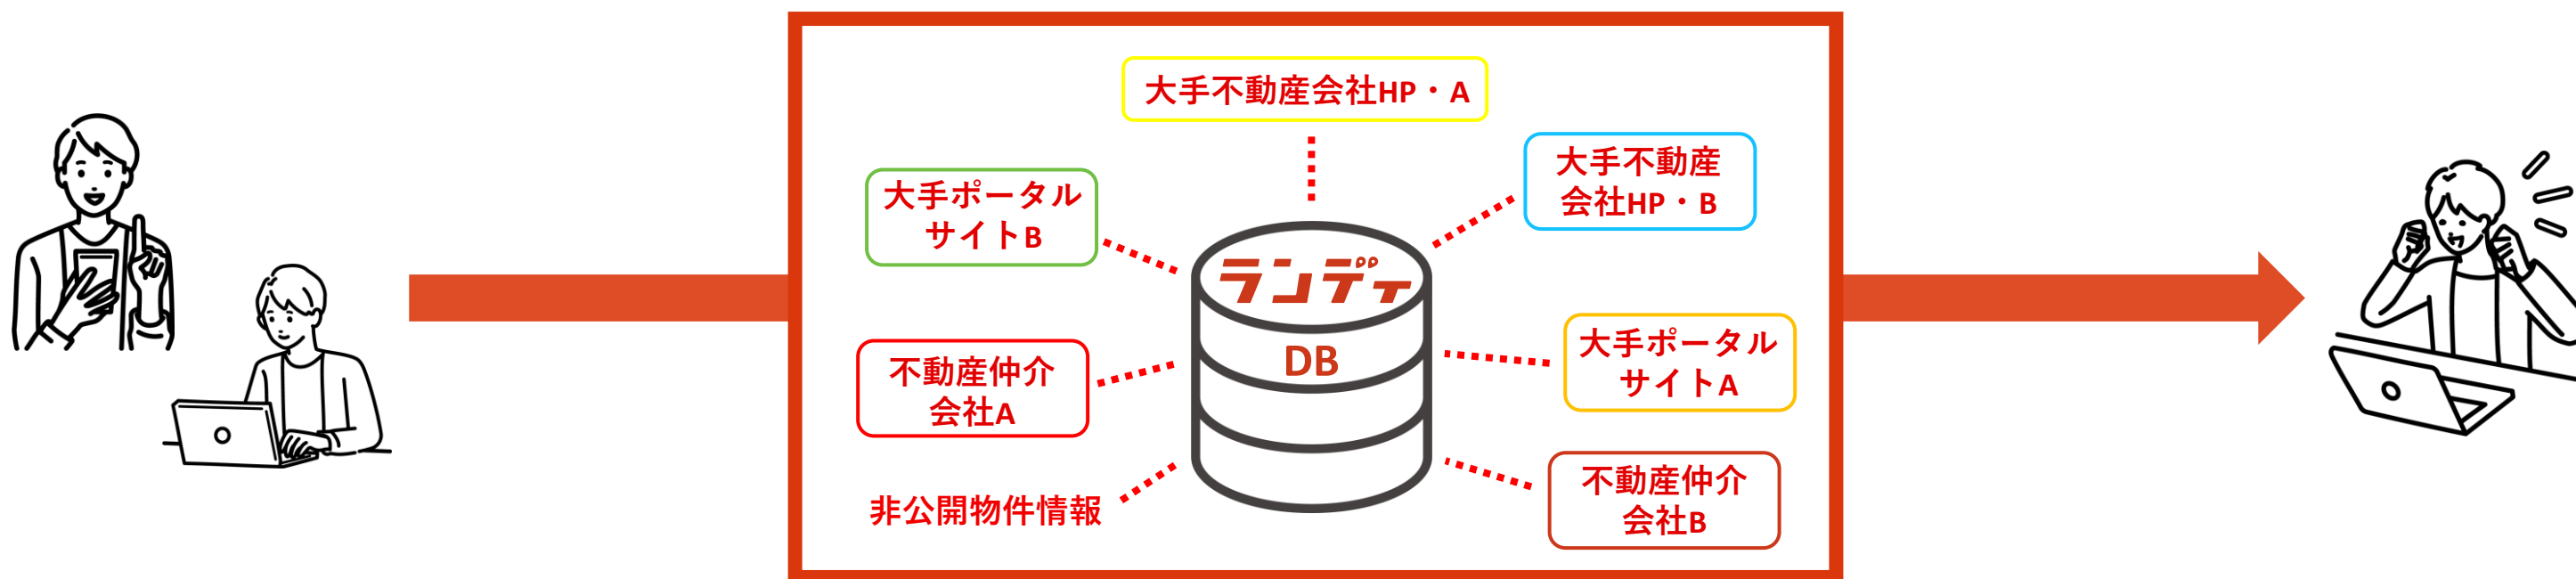 大手不動産会社HP・A
大手不動産
会社HP・B
大手ポータル
サイトB
ランディ
DB
大手ポータル
サイトA
不動産仲介
会社A
不動産仲介
会社B
非公開物件情報